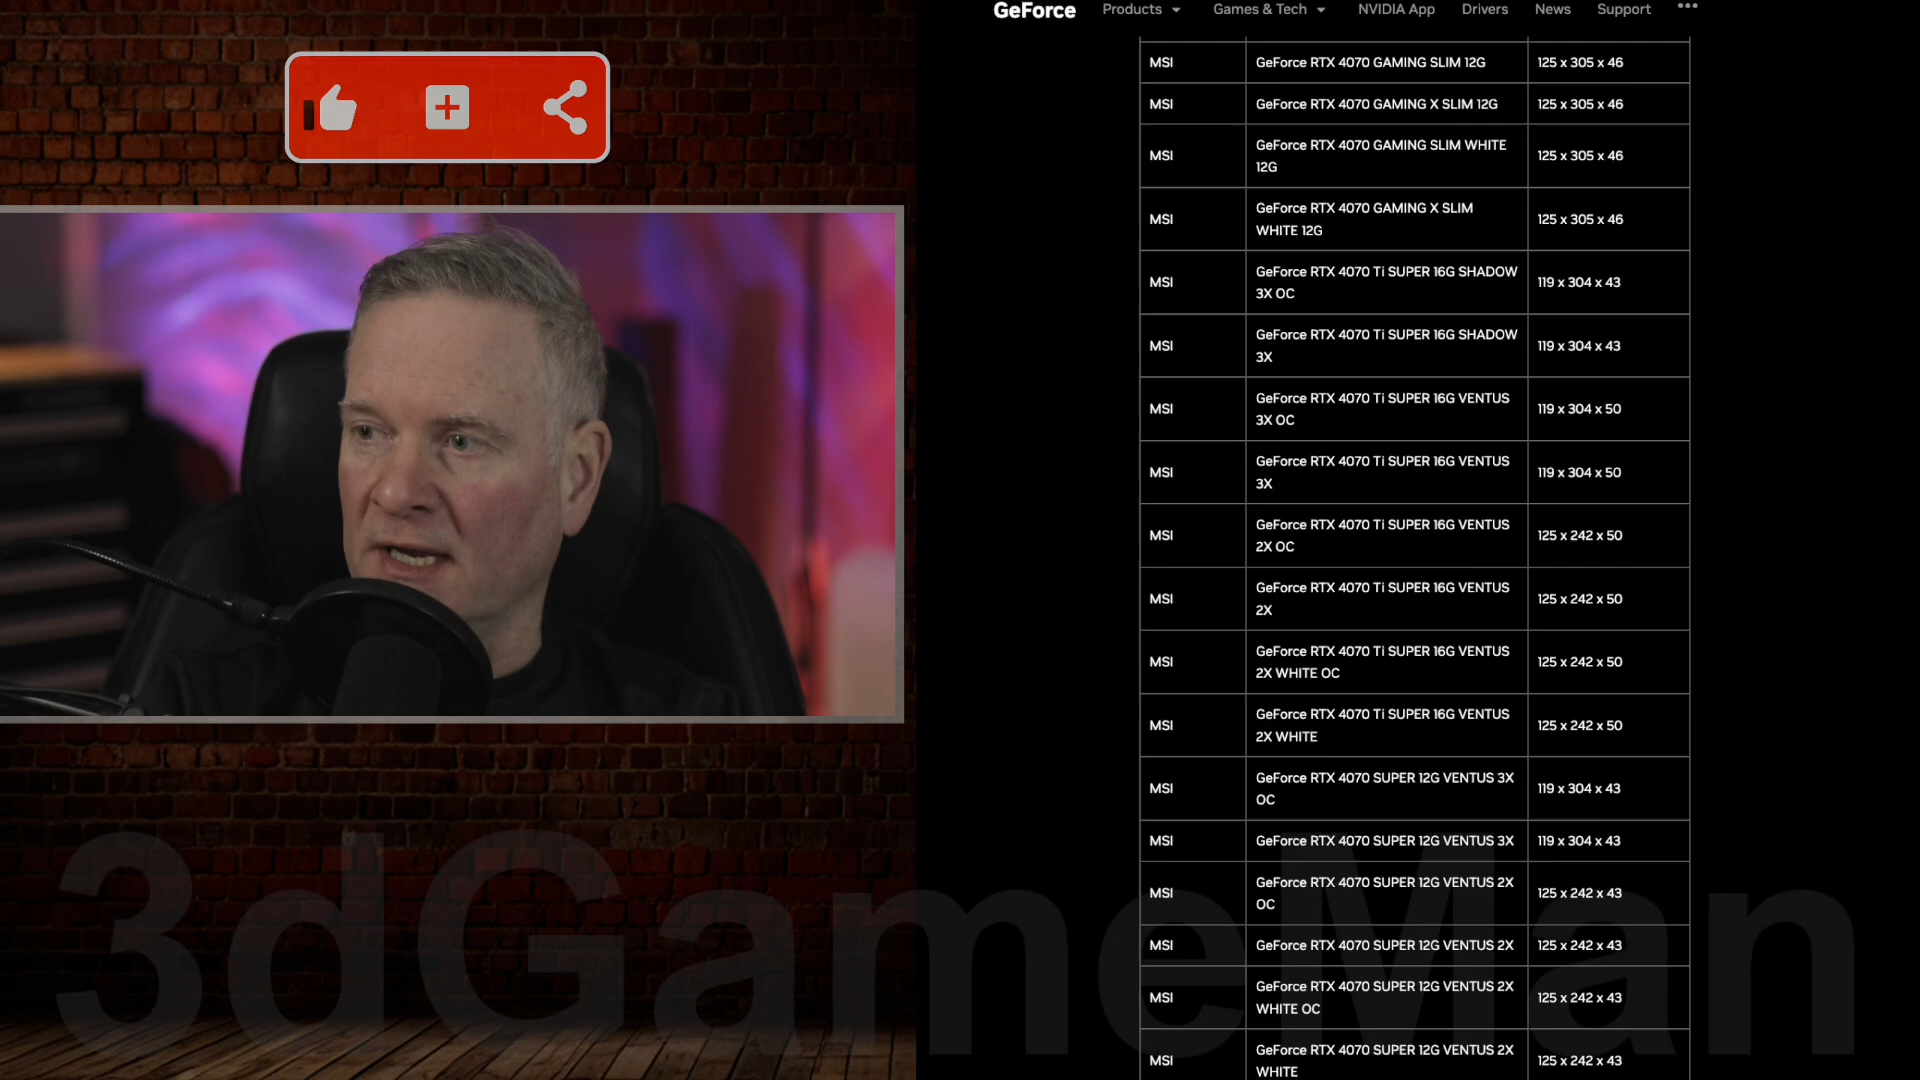 GeForce Products Games & Tech NVIDIA App Drivers News Support
MSI GeForce RTX 4070 GAMING SLIM 12G 125 x 305 x 46
MSI GeForce RTX 4070 GAMING X SLIM 12G 125 x 305 x 46
MSI GeForce RTX 4070 GAMING SLIM WHITE
12G 125 x 305 x 46
MSI GeForce RTX 4070 GAMING X SLIM
WHITE 12G 125 x 305 x 46
MSI GeForce RTX 4070 Ti SUPER 16G SHADOW
3X OC 119 x 304 x 43
MSI GeForce RTX 4070 Ti SUPER 16G SHADOW
3X 119 x 304 x 43
MSI GeForce RTX 4070 Ti SUPER 16G VENTUS
3X OC 119 x 304 x 50
MSI GeForce RTX 4070 Ti SUPER 16G VENTUS
3X 119 x 304 x 50
MSI GeForce RTX 4070 Ti SUPER 16G VENTUS
2X OC 125 x 242 x 50
MSI GeForce RTX 4070 Ti SUPER 16G VENTUS
2X 125 x 242 x 50
MSI GeForce RTX 4070 Ti SUPER 16G VENTUS
2X WHITE OC 125 x 242 x 50
MSI GeForce RTX 4070 Ti SUPER 16G VENTUS
2X WHITE 125 x 242 x 50
MSI GeForce RTX 4070 SUPER 12G VENTUS 3X
OC 119 x 304 x 43
MSI GeForce RTX 4070 SUPER 12G VENTUS 3X 119 x 304 x 43
MSI GeForce RTX 4070 SUPER 12G VENTUS 2X
OC 125 x 242 x 43
MSI GeForce RTX 4070 SUPER 12G VENTUS 2X 125 x 242 x 43
MSI GeForce RTX 4070 SUPER 12G VENTUS 2X
WHITE OC 125 x 242 x 43
MSI GeForce RTX 4070 SUPER 12G VENTUS 2X
WHITE 125 x 242 x 43
3dGameMan